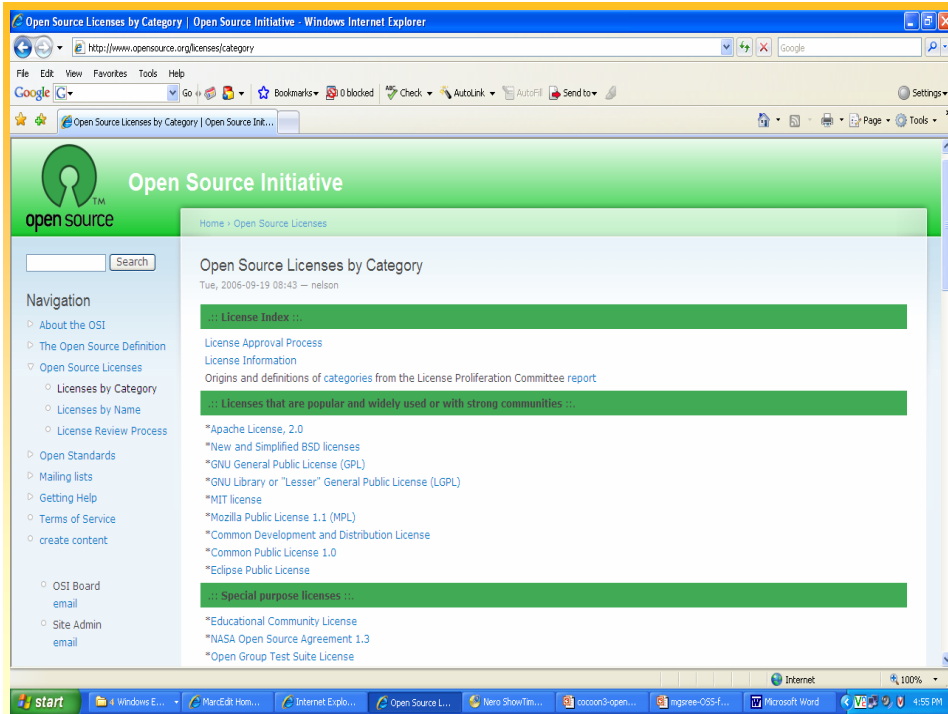 Open Source Licenses by Category | Open Source Initiative - Windows Internet Explorer
http://www.opensource.org/licenses/category
Google
File Edit View Favorites Tools Help
Google G Go Bookmarks 0 blocked ABC Check AutoLink AutoFill Send to Settings
Open Source Licenses by Category | Open Source Init... Page Tools
open source TM
Open Source Initiative
Home › Open Source Licenses
Search
Open Source Licenses by Category
Tue, 2006-09-19 08:43 — nelson
Navigation
About the OSI
The Open Source Definition
Open Source Licenses
Licenses by Category
Licenses by Name
License Review Process
Open Standards
Mailing lists
Getting Help
Terms of Service
create content
OSI Board
email
Site Admin
email
.:: License Index ::.
License Approval Process
License Information
Origins and definitions of categories from the License Proliferation Committee report
.:: Licenses that are popular and widely used or with strong communities ::.
*Apache License, 2.0
*New and Simplified BSD licenses
*GNU General Public License (GPL)
*GNU Library or "Lesser" General Public License (LGPL)
*MIT license
*Mozilla Public License 1.1 (MPL)
*Common Development and Distribution License
*Common Public License 1.0
*Eclipse Public License
.:: Special purpose licenses ::.
*Educational Community License
*NASA Open Source Agreement 1.3
*Open Group Test Suite License
Internet 100%
start 4 Windows E... MarcEdit Hom... Internet Explo... Open Source L... Nero ShowTim... cocoon3-open... mgsree-OSS-f... Microsoft Word 4:55 PM